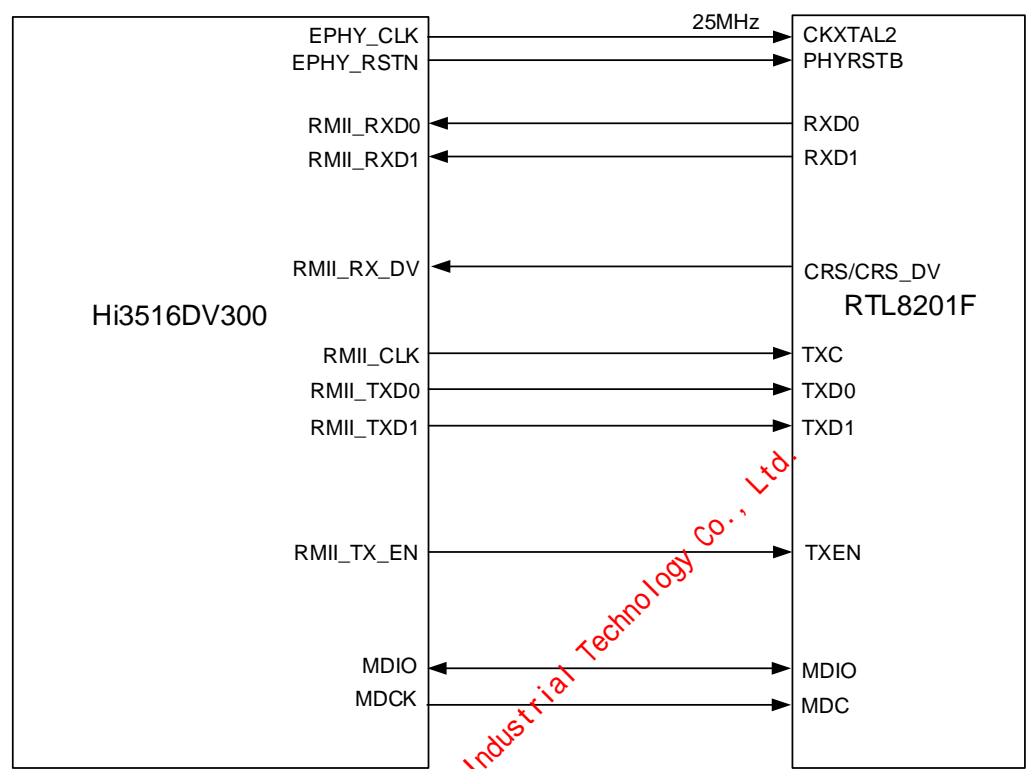 25MHz
EPHY_CLK CKXTAL2
EPHY_RSTN PHYRSTB
RMII_RXD0 RXD0
RMII_RXD1 RXD1
RMII_RX_DV CRS/CRS_DV
Hi3516DV300 RTL8201F
RMII_CLK TXC
RMII_TXD0 TXD0
RMII_TXD1 TXD1
RMII_TX_EN TXEN
MDIO MDIO
MDCK MDC
Industrial Technology Co., Ltd.